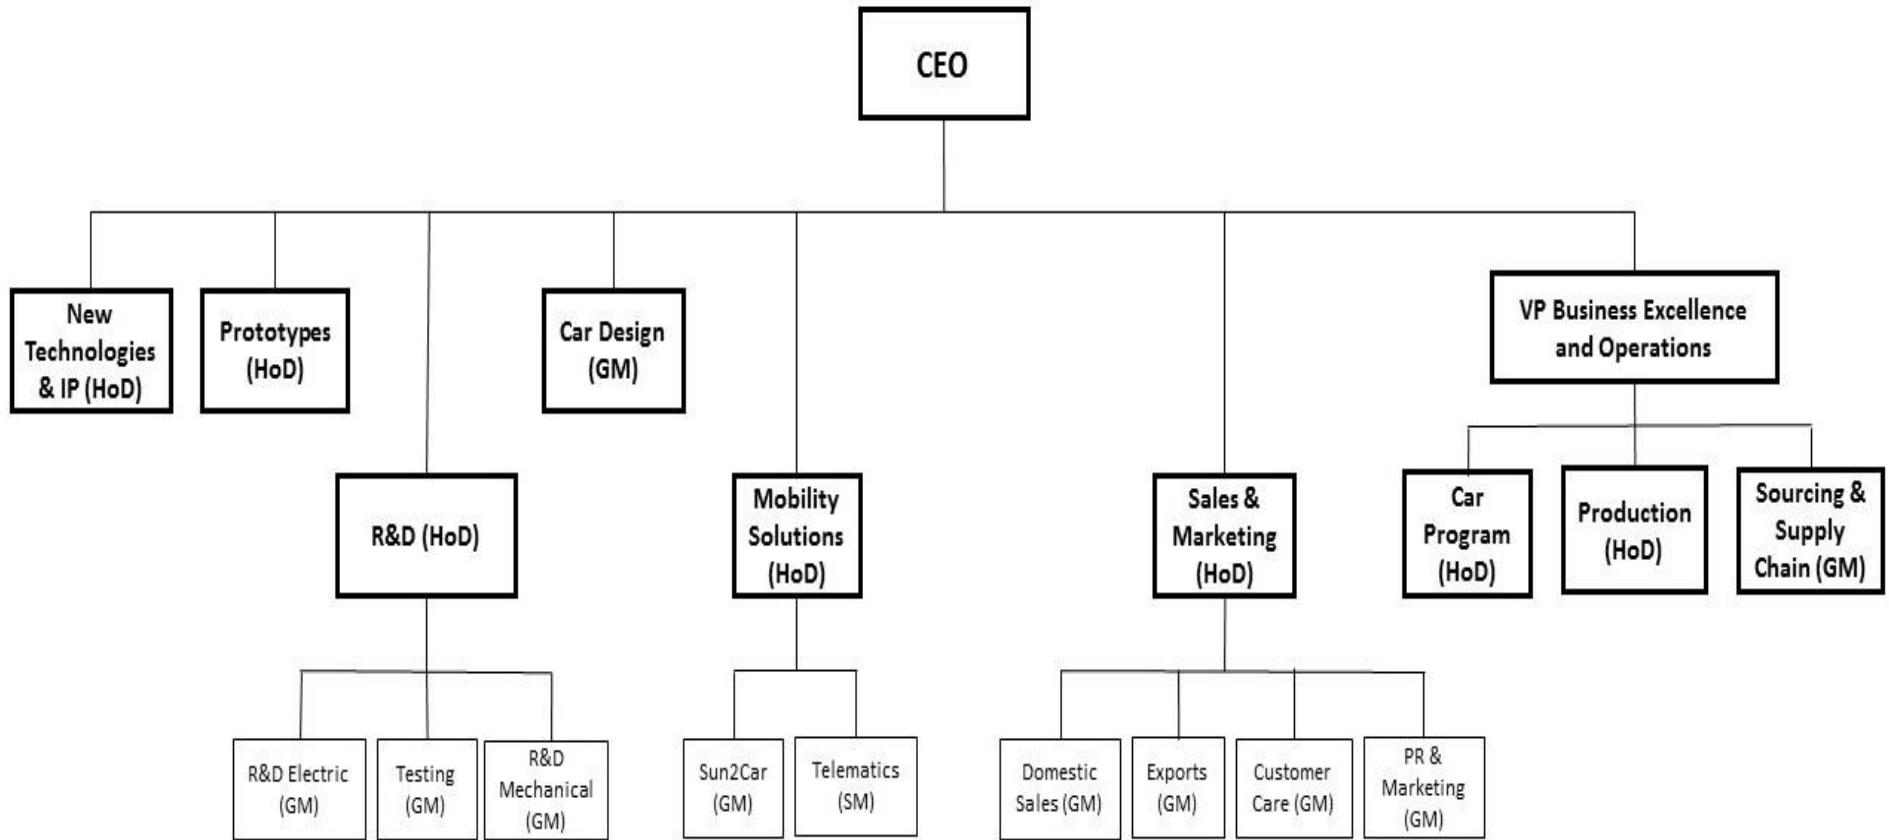 CEO
New
Technologies
& IP (HoD)
Prototypes
(HoD)
Car Design
(GM)
VP Business Excellence
and Operations
R&D (HoD)
Mobility
Solutions
(HoD)
Sales &
Marketing
(HoD)
Car
Program
(HoD)
Production
(HoD)
Sourcing &
Supply
Chain (GM)
R&D Electric
(GM)
Testing
(GM)
R&D
Mechanical
(GM)
Sun2Car
(GM)
Telematics
(SM)
Domestic
Sales (GM)
Exports
(GM)
Customer
Care (GM)
PR &
Marketing
(GM)